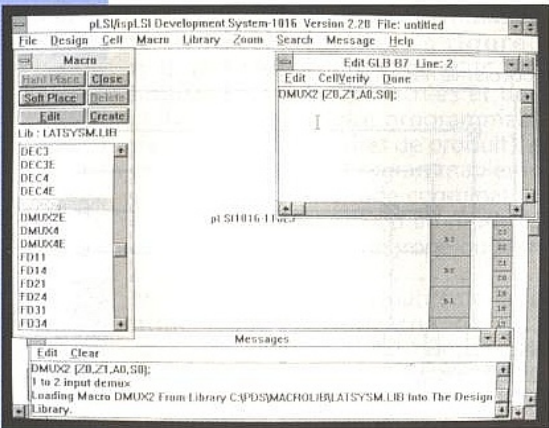 pLSI/ispLSI Development System-1016 Version 2.20 File: untitled
File Design Cell Macro Library Zoom Search Message Help
Macro
Hard Place Close
Soft Place Delete
Edit Create
Lib : LATSYSM.LIB
DEC3
DEC3E
DEC4
DEC4E
DMUX2E
DMUX4
DMUX4E
FD11
FD14
FD21
FD24
FD31
FD34
Edit GLB B7 Line: 2
Edit CellVerify Done
DMUX2 [Z0,Z1,A0,S0];
Messages
Edit Clear
DMUX2 [Z0,Z1,A0,S0];
1 to 2 input demux
Loading Macro DMUX2 From Library C:\PDS\MACROLIB\LATSYSM.LIB Into The Design
Library.